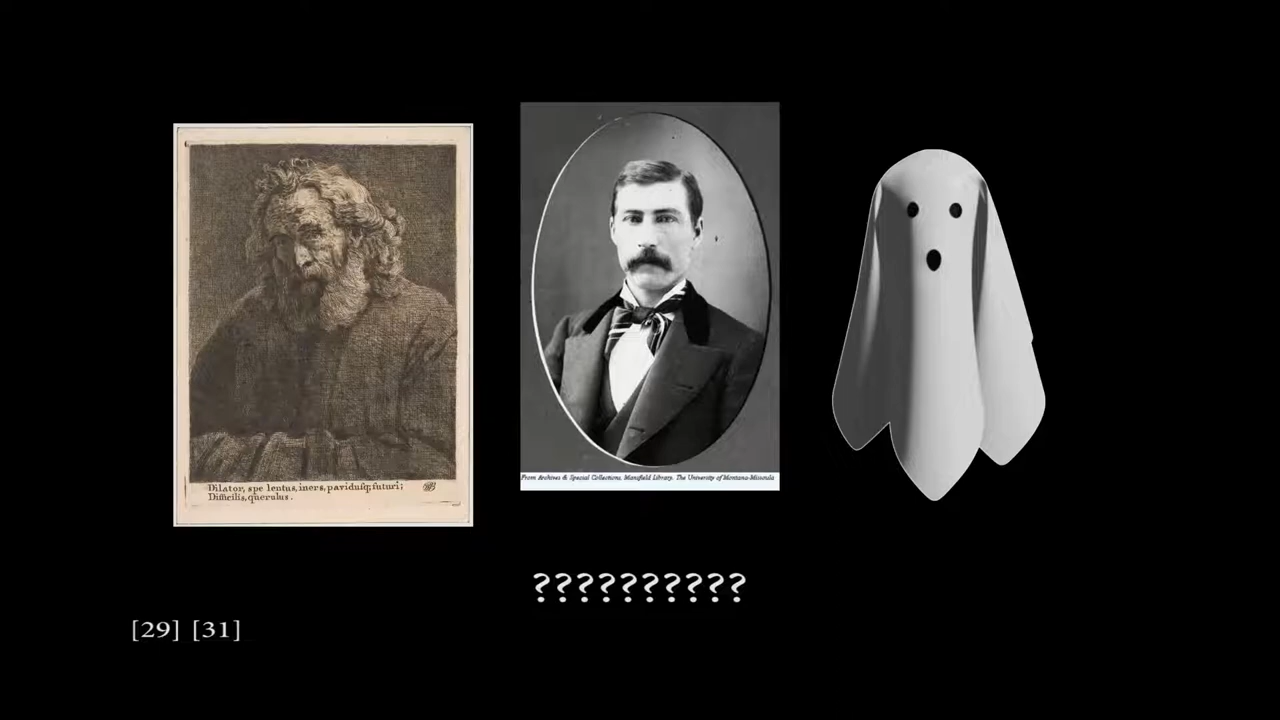 Dilator, spe lentus, iners, pavidusq; futuri;
Difficilis, querulus.
From Archives & Special Collections, Mansfield Library, The University of Montana-Missoula
??????????
[29] [31]